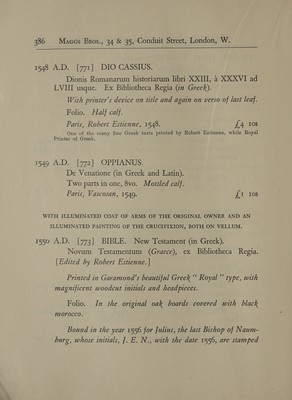 386 MAGGS BROS., 34 & 35, Conduit Street, London, W.
1548 A.D. [771] DIO CASSIUS.
Dionis Romanarum historiarum libri XXIII, à XXXVI ad
LVIII usque. Ex Bibliotheca Regia (in Greek).
With printer's device on title and again on verso of last leaf.
Folio. Half calf.
Paris, Robert Estienne, 1548. £4 10s
One of the many fine Greek texts printed by Robert Estienne, while Royal
Printer of Greek.
1549 A.D. [772] OPPIANUS.
De Venatione (in Greek and Latin).
Two parts in one, 8vo. Mottled calf.
Paris, Vascosan, 1549. £1 10s
WITH ILLUMINATED COAT OF ARMS OF THE ORIGINAL OWNER AND AN
ILLUMINATED PAINTING OF THE CRUCIFIXION, BOTH ON VELLUM.
1550 A.D. [773] BIBLE. New Testament (in Greek).
Novum Testamentum (Graece), ex Bibliotheca Regia.
[Edited by Robert Estienne.]
Printed in Garamond's beautiful Greek "Royal" type, with
magnificent woodcut initials and headpieces.
Folio. In the original oak boards covered with black
morocco.
Bound in the year 1556 for Julius, the last Bishop of Naum-
burg, whose initials, J. E. N., with the date 1556, are stamped